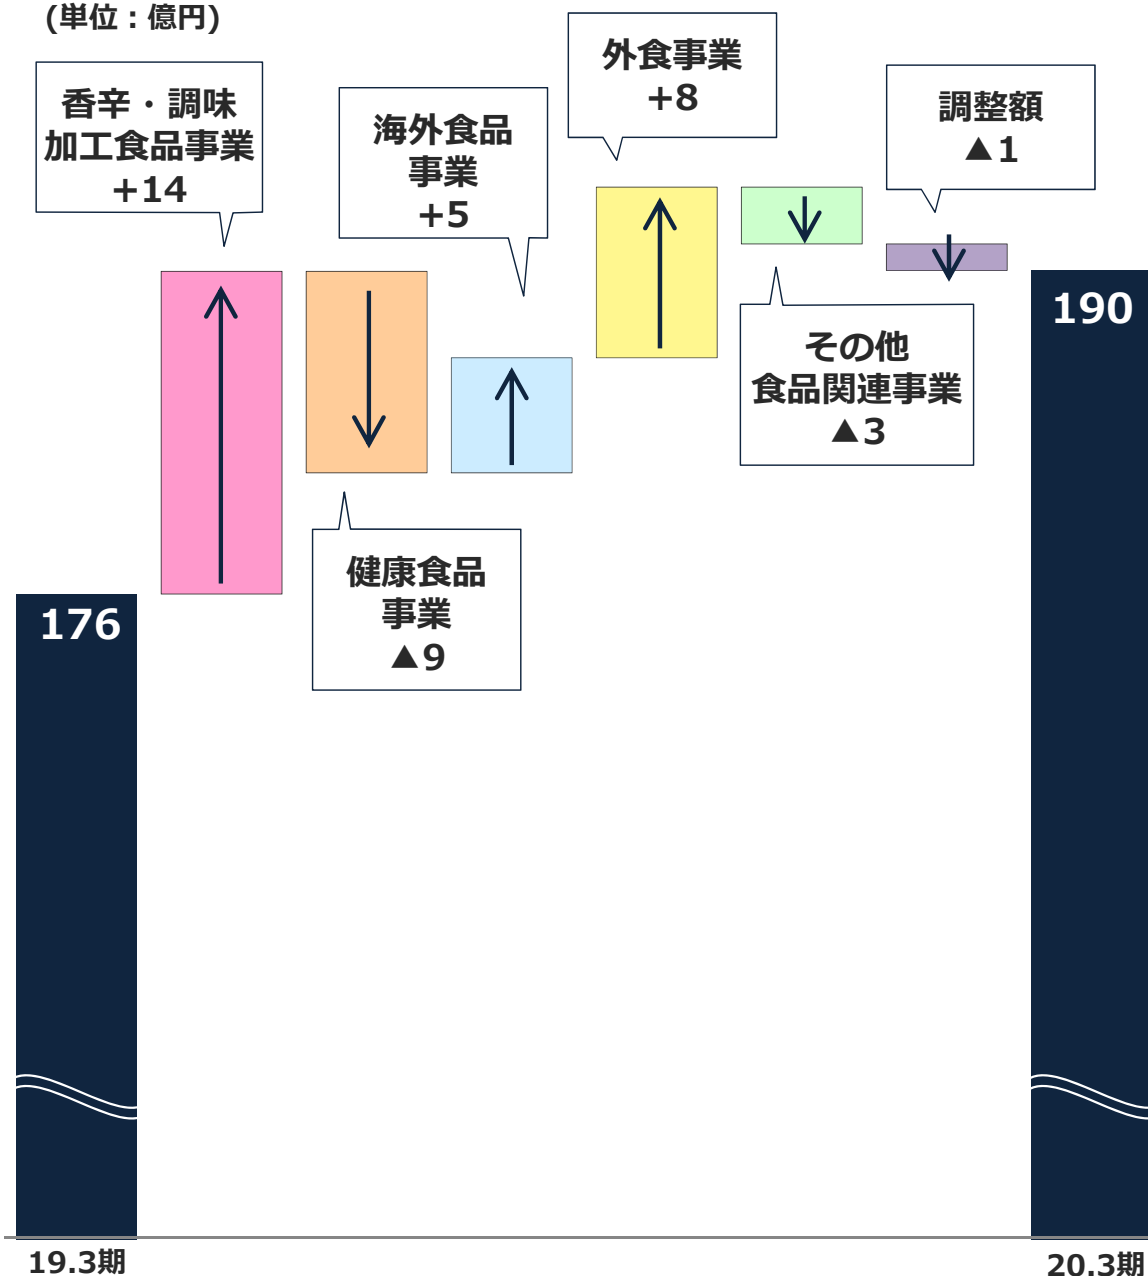 (単位：億円)
香辛・調味
加工食品事業
+14
海外食品
事業
+5
外食事業
+8
調整額
▲1
190
その他
食品関連事業
▲3
健康食品
事業
▲9
176
19.3期
20.3期